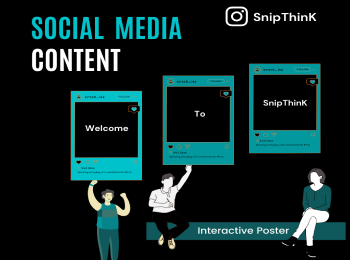 SOCIAL MEDIA
CONTENT
SnipThinK
Welcome
To
SnipThinK
Interactive Poster